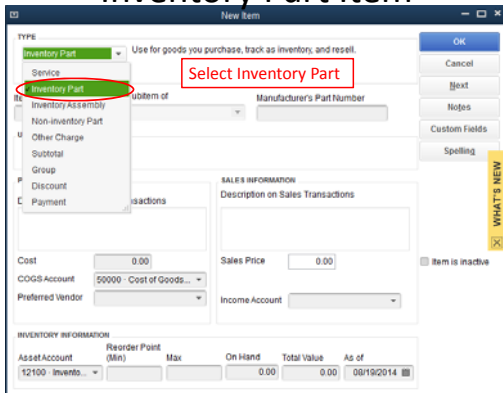 Inventory Part Item
New Item
TYPE
Inventory Part
Use for goods you purchase, track as inventory, and resell.
OK
Select Inventory Part
Cancel
Service
Inventory Part
ubitem of
Manufacturer's Part Number
Next
Inventory Assembly
Notes
Non-inventory Part
Custom Fields
Other Charge
Spelling
Subtotal
Group
SALES INFORMATION
Discount
Description on Sales Transactions
Payment
sactions
WHAT'S NEW
Cost 0.00
Sales Price 0.00
Item is inactive
COGS Account 50000 · Cost of Goods...
Preferred Vendor
Income Account
INVENTORY INFORMATION
Asset Account
Reorder Point
(Min)
Max
On Hand
Total Value
As of
12100 · Invento...
0.00
0.00
08/19/2014